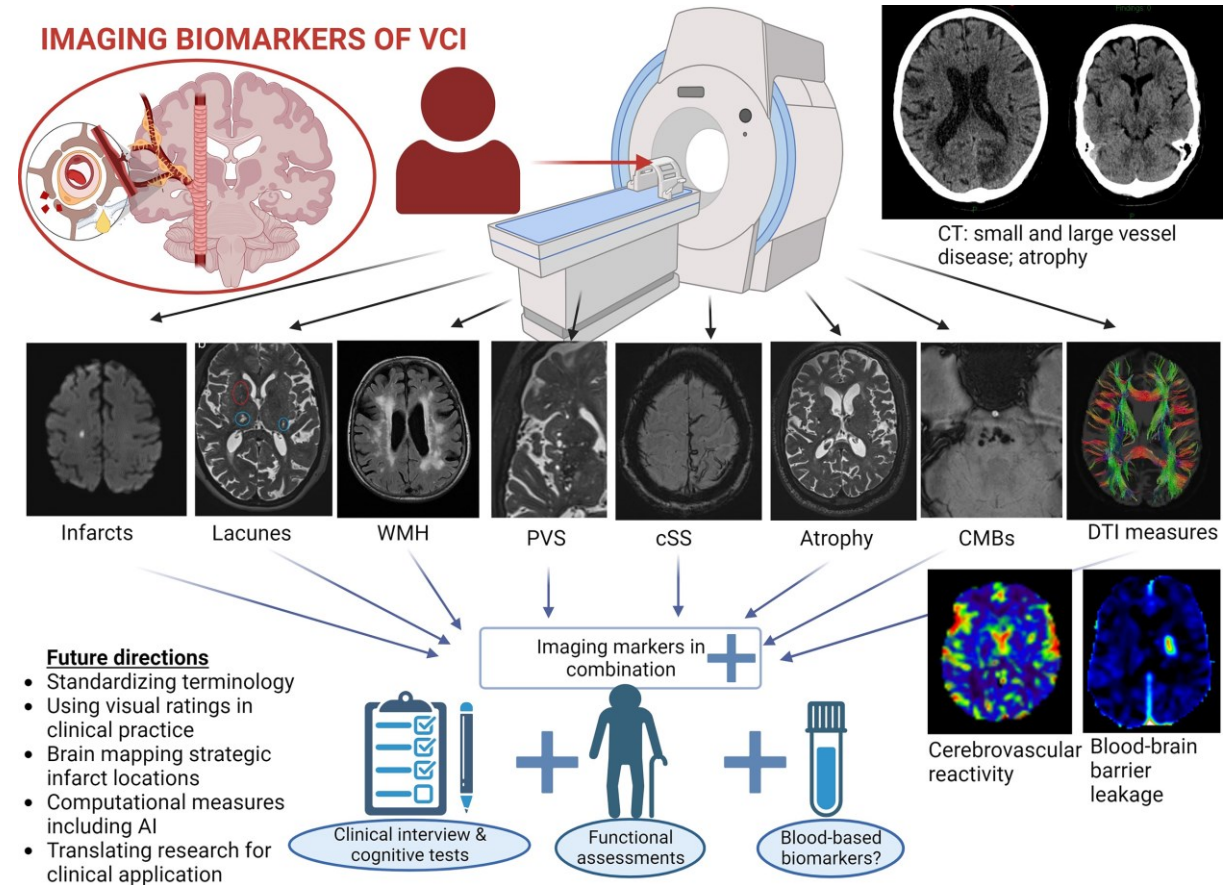 IMAGING BIOMARKERS OF VCI
Findings: 0
CT: small and large vessel
disease; atrophy
b
Infarcts
Lacunes
WMH
PVS
cSS
Atrophy
CMBs
DTI measures
Imaging markers in
combination
Future directions
• Standardizing terminology
• Using visual ratings in
clinical practice
• Brain mapping strategic
infarct locations
• Computational measures
including AI
• Translating research for
clinical application
Clinical interview &
cognitive tests
Functional
assessments
Blood-based
biomarkers?
Cerebrovascular
reactivity
Blood-brain
barrier
leakage